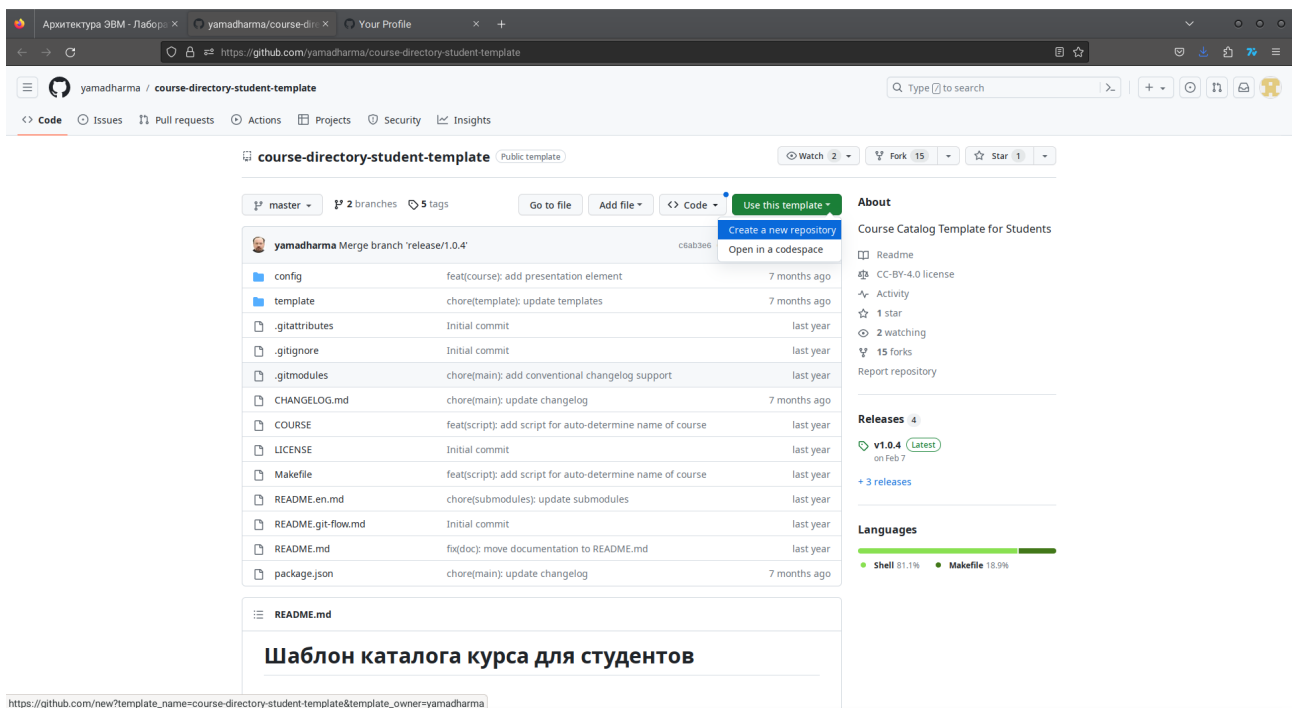 Архитектура ЭВМ - Лабора
yamadharma/course-dire
Your Profile
https://github.com/yamadharma/course-directory-student-template
yamadharma / course-directory-student-template
Type / to search
Code Issues Pull requests Actions Projects Security Insights
course-directory-student-template Public template
Watch 2 Fork 15 Star 1
master 2 branches 5 tags Go to file Add file Code Use this template
Create a new repository
Open in a codespace
yamadharma Merge branch 'release/1.0.4' c6ab3e6
config feat(course): add presentation element 7 months ago
template chore(template): update templates 7 months ago
.gitattributes Initial commit last year
.gitignore Initial commit last year
.gitmodules chore(main): add conventional changelog support last year
CHANGELOG.md chore(main): update changelog 7 months ago
COURSE feat(script): add script for auto-determine name of course last year
LICENSE Initial commit last year
Makefile feat(script): add script for auto-determine name of course last year
README.en.md chore(submodules): update submodules last year
README.git-flow.md Initial commit last year
README.md fix(doc): move documentation to README.md last year
package.json chore(main): update changelog 7 months ago
README.md
Шаблон каталога курса для студентов
About
Course Catalog Template for Students
Readme
CC-BY-4.0 license
Activity
1 star
2 watching
15 forks
Report repository
Releases 4
v1.0.4 Latest
on Feb 7
+ 3 releases
Languages
Shell 81.1% Makefile 18.9%
https://github.com/new?template_name=course-directory-student-template&template_owner=yamadharma